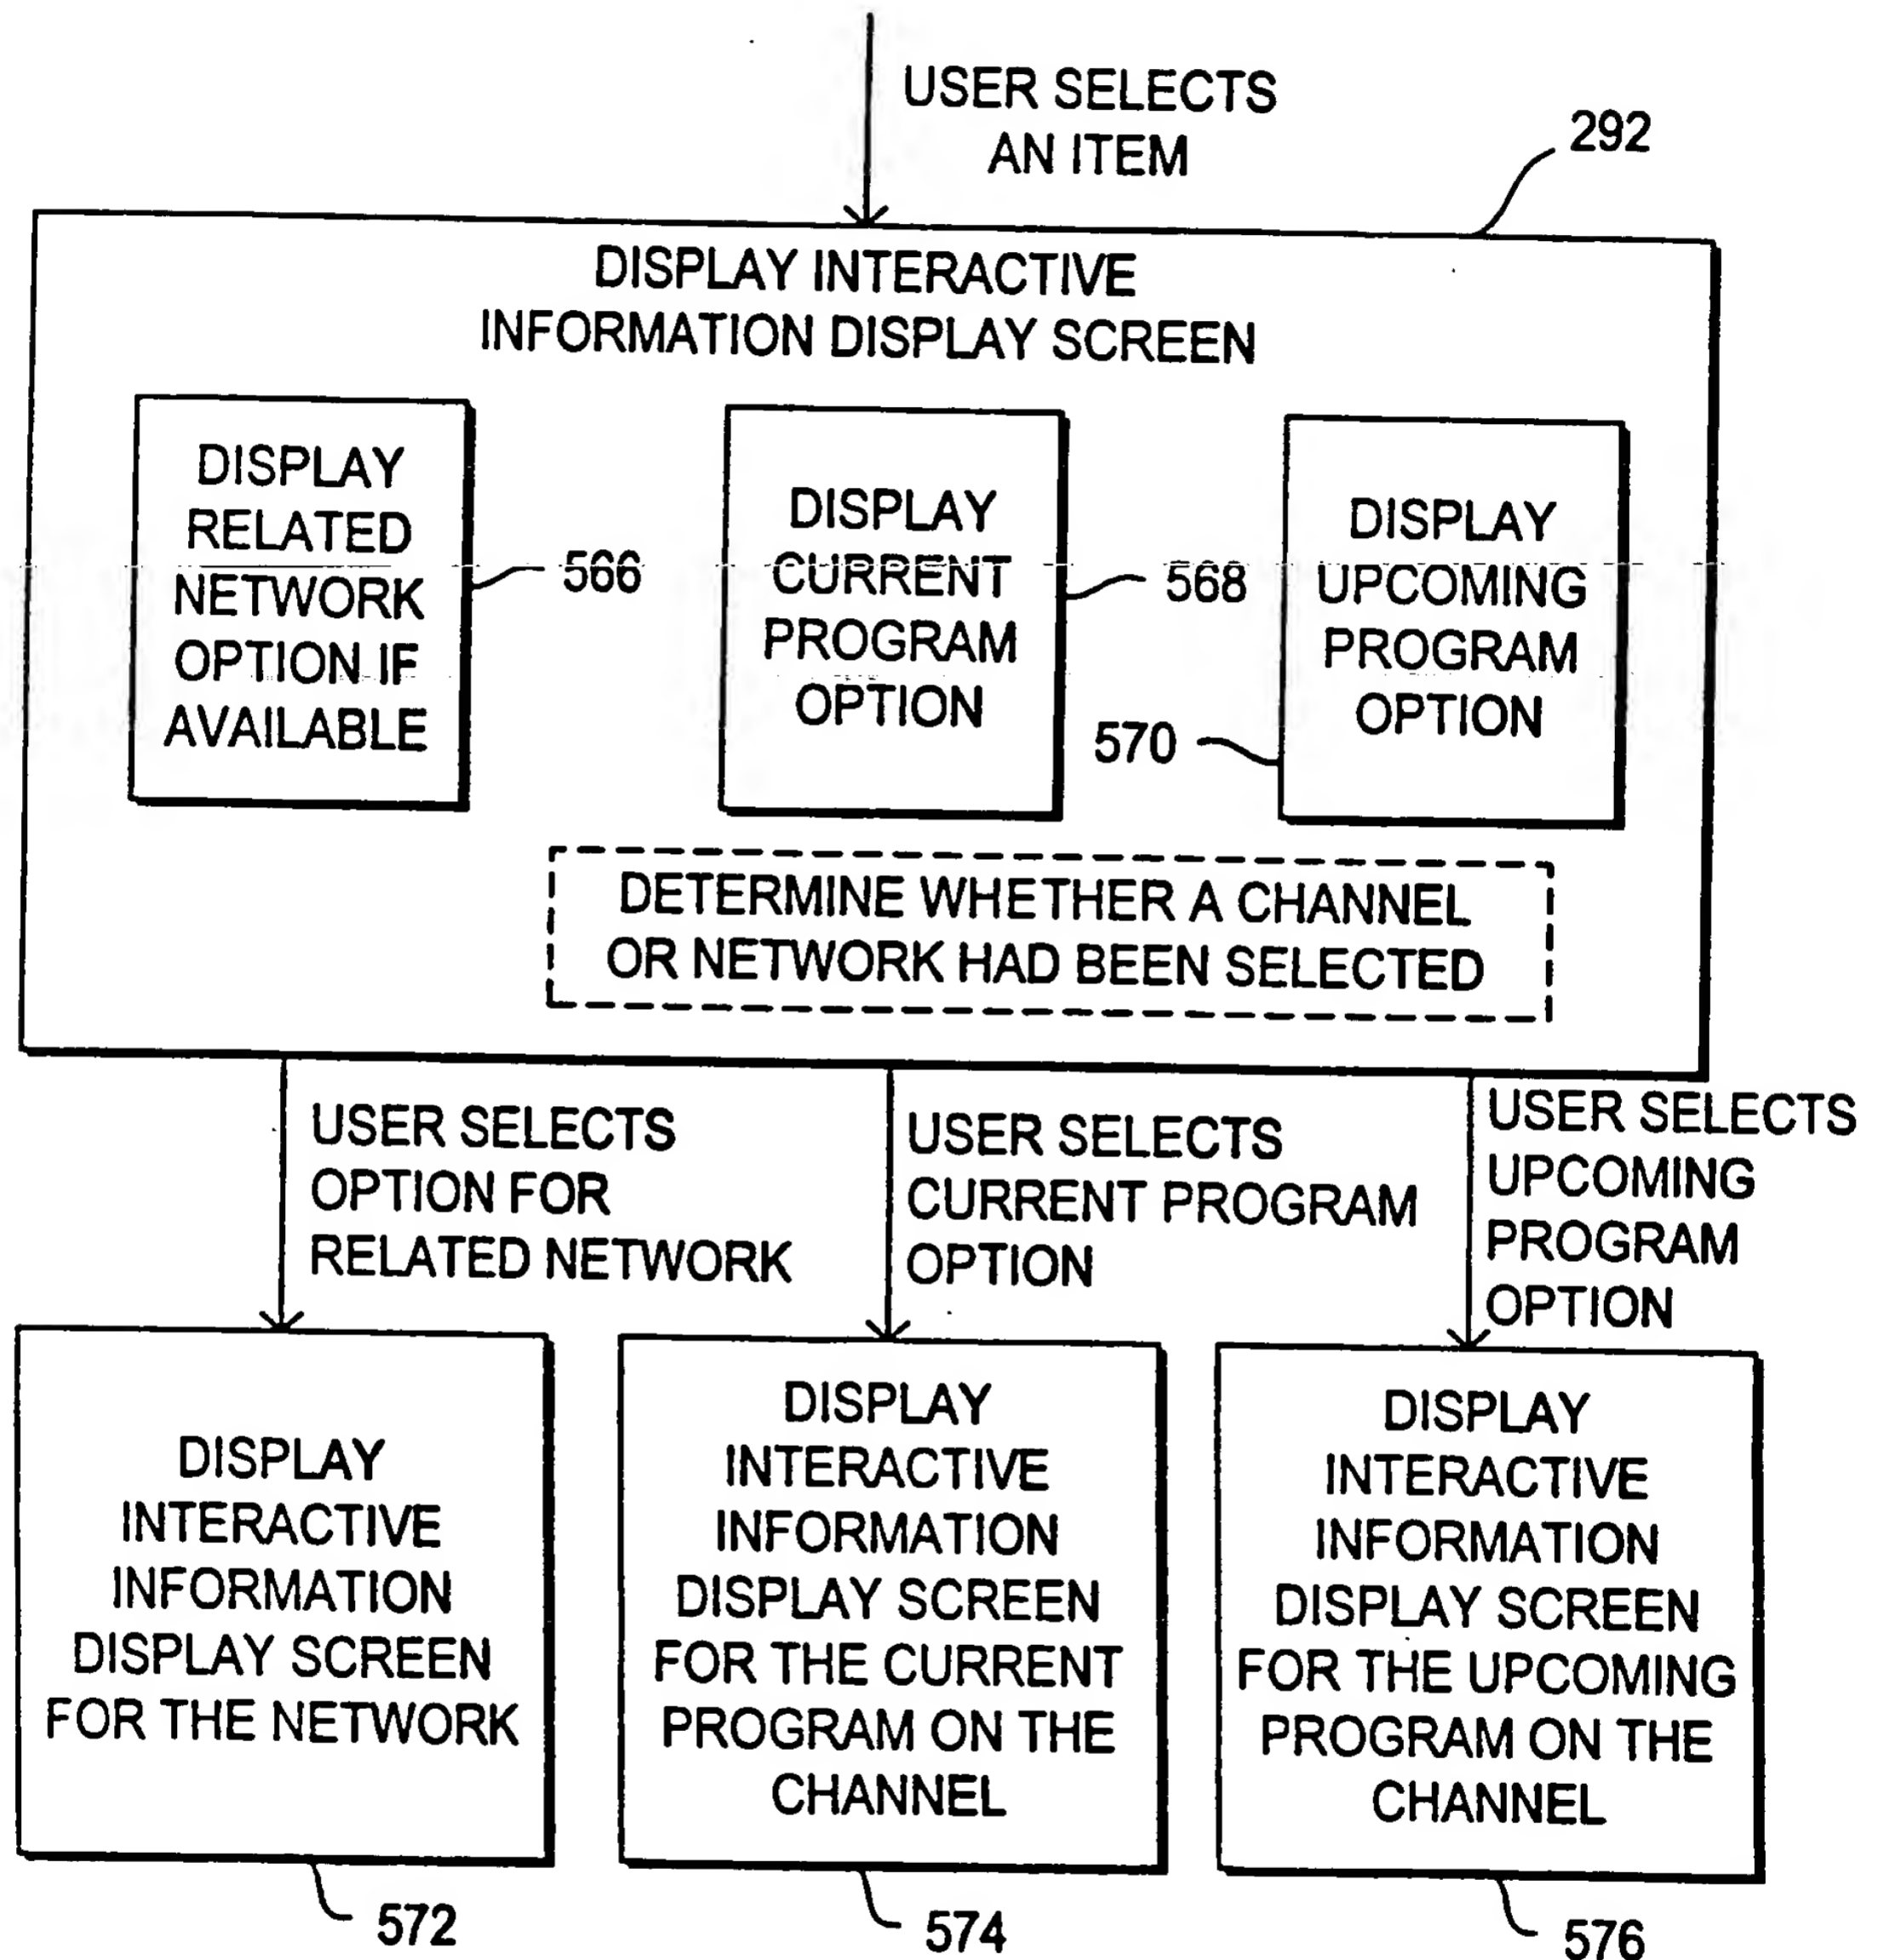 USER SELECTS
AN ITEM
292
DISPLAY INTERACTIVE
INFORMATION DISPLAY SCREEN
DISPLAY
RELATED
NETWORK
OPTION IF
AVAILABLE
566
DISPLAY
CURRENT
PROGRAM
OPTION
568
DISPLAY
UPCOMING
PROGRAM
OPTION
570
DETERMINE WHETHER A CHANNEL
OR NETWORK HAD BEEN SELECTED
USER SELECTS
OPTION FOR
RELATED NETWORK
USER SELECTS
CURRENT PROGRAM
OPTION
USER SELECTS
UPCOMING
PROGRAM
OPTION
DISPLAY
INTERACTIVE
INFORMATION
DISPLAY SCREEN
FOR THE NETWORK
572
DISPLAY
INTERACTIVE
INFORMATION
DISPLAY SCREEN
FOR THE CURRENT
PROGRAM ON THE
CHANNEL
574
DISPLAY
INTERACTIVE
INFORMATION
DISPLAY SCREEN
FOR THE UPCOMING
PROGRAM ON THE
CHANNEL
576